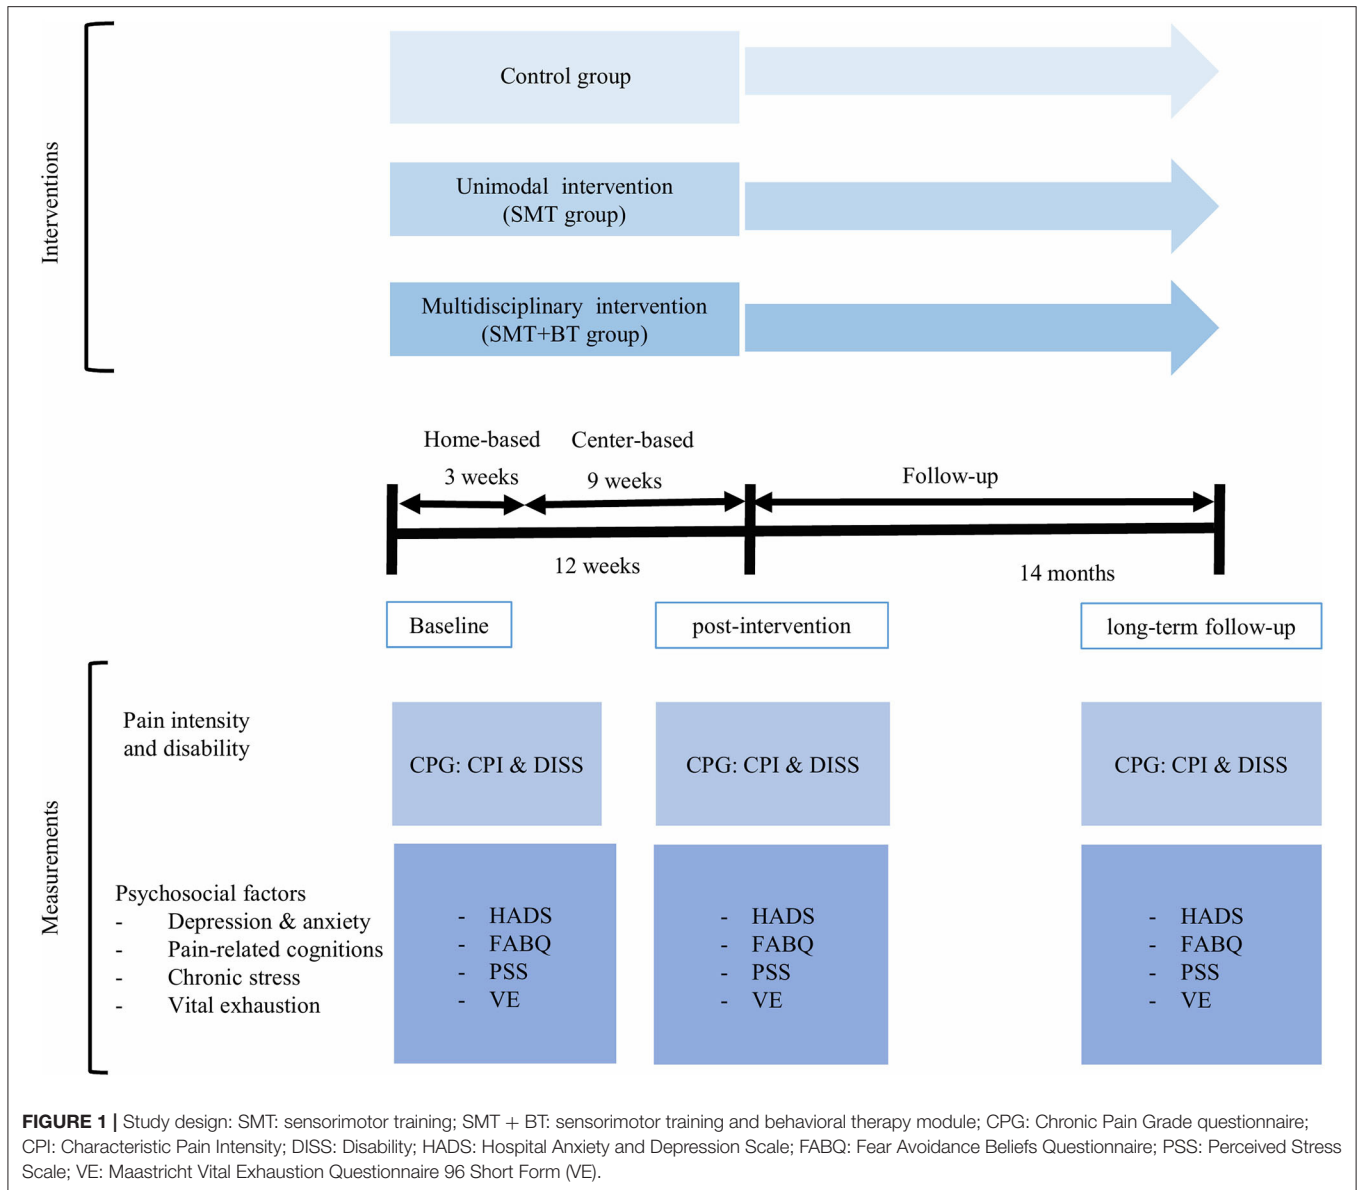 Interventions
Control group
Unimodal intervention
(SMT group)
Multidisciplinary intervention
(SMT+BT group)
Home-based
3 weeks
Center-based
9 weeks
Follow-up
12 weeks
14 months
Baseline
post-intervention
long-term follow-up
Measurements
Pain intensity
and disability
CPG: CPI & DISS
CPG: CPI & DISS
CPG: CPI & DISS
Psychosocial factors
- Depression & anxiety
- Pain-related cognitions
- Chronic stress
- Vital exhaustion
- HADS
- FABQ
- PSS
- VE
- HADS
- FABQ
- PSS
- VE
- HADS
- FABQ
- PSS
- VE
FIGURE 1 | Study design: SMT: sensorimotor training; SMT + BT: sensorimotor training and behavioral therapy module; CPG: Chronic Pain Grade questionnaire;
CPI: Characteristic Pain Intensity; DISS: Disability; HADS: Hospital Anxiety and Depression Scale; FABQ: Fear Avoidance Beliefs Questionnaire; PSS: Perceived Stress
Scale; VE: Maastricht Vital Exhaustion Questionnaire 96 Short Form (VE).